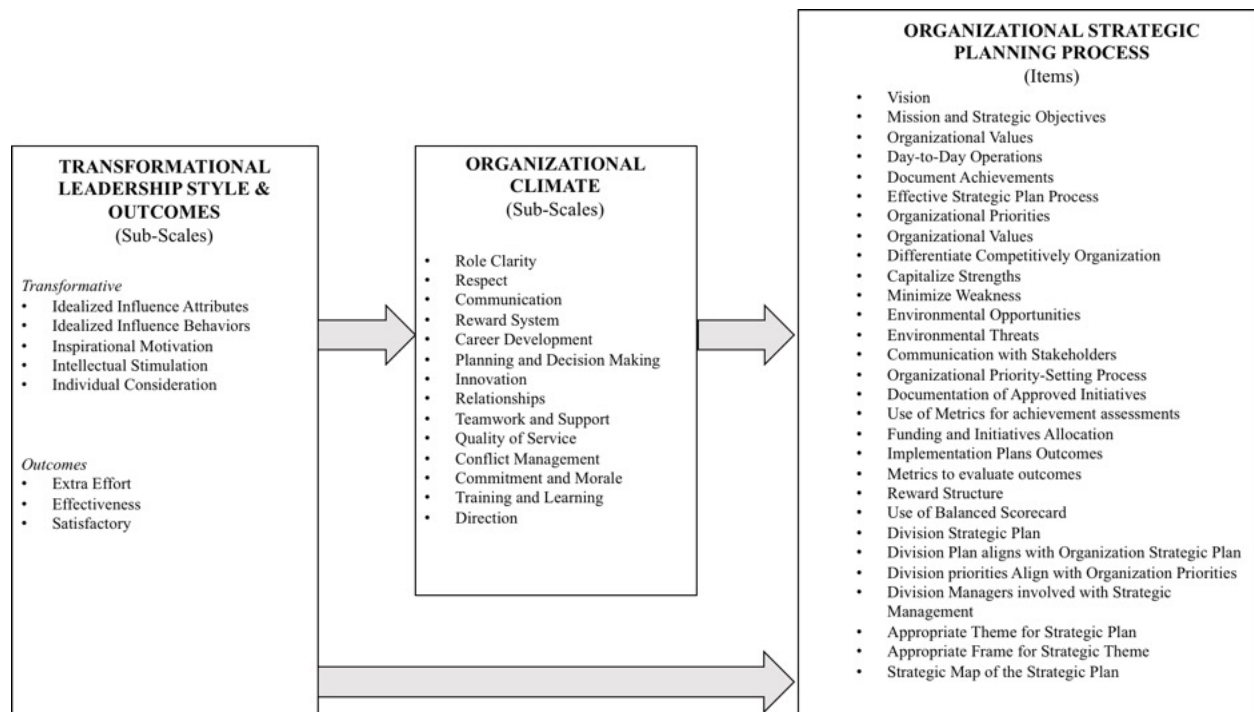 TRANSFORMATIONAL
LEADERSHIP STYLE &
OUTCOMES
(Sub-Scales)
Transformative
• Idealized Influence Attributes
• Idealized Influence Behaviors
• Inspirational Motivation
• Intellectual Stimulation
• Individual Consideration
Outcomes
• Extra Effort
• Effectiveness
• Satisfactory
ORGANIZATIONAL
CLIMATE
(Sub-Scales)
• Role Clarity
• Respect
• Communication
• Reward System
• Career Development
• Planning and Decision Making
• Innovation
• Relationships
• Teamwork and Support
• Quality of Service
• Conflict Management
• Commitment and Morale
• Training and Learning
• Direction
ORGANIZATIONAL STRATEGIC
PLANNING PROCESS
(Items)
• Vision
• Mission and Strategic Objectives
• Organizational Values
• Day-to-Day Operations
• Document Achievements
• Effective Strategic Plan Process
• Organizational Priorities
• Organizational Values
• Differentiate Competitively Organization
• Capitalize Strengths
• Minimize Weakness
• Environmental Opportunities
• Environmental Threats
• Communication with Stakeholders
• Organizational Priority-Setting Process
• Documentation of Approved Initiatives
• Use of Metrics for achievement assessments
• Funding and Initiatives Allocation
• Implementation Plans Outcomes
• Metrics to evaluate outcomes
• Reward Structure
• Use of Balanced Scorecard
• Division Strategic Plan
• Division Plan aligns with Organization Strategic Plan
• Division priorities Align with Organization Priorities
• Division Managers involved with Strategic
Management
• Appropriate Theme for Strategic Plan
• Appropriate Frame for Strategic Theme
• Strategic Map of the Strategic Plan